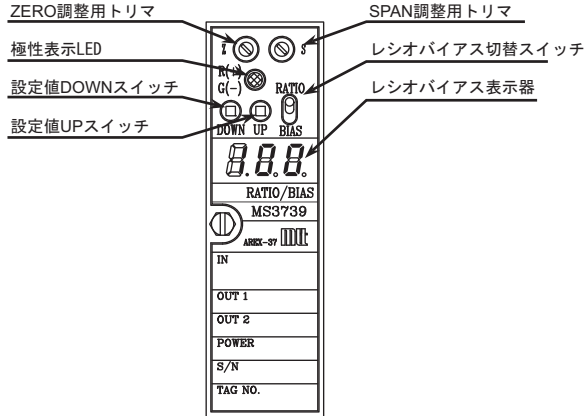 ZERO調整用トリマ
SPAN調整用トリマ
極性表示LED
レシオバイアス切替スイッチ
設定値DOWNスイッチ
レシオバイアス表示器
設定値UPスイッチ
Z S
R(+)
G(-) RATIO
DOWN UP BIAS
8.8.8.
RATIO/BIAS
MS3739
AREX-37
IN
OUT 1
OUT 2
POWER
S/N
TAG NO.